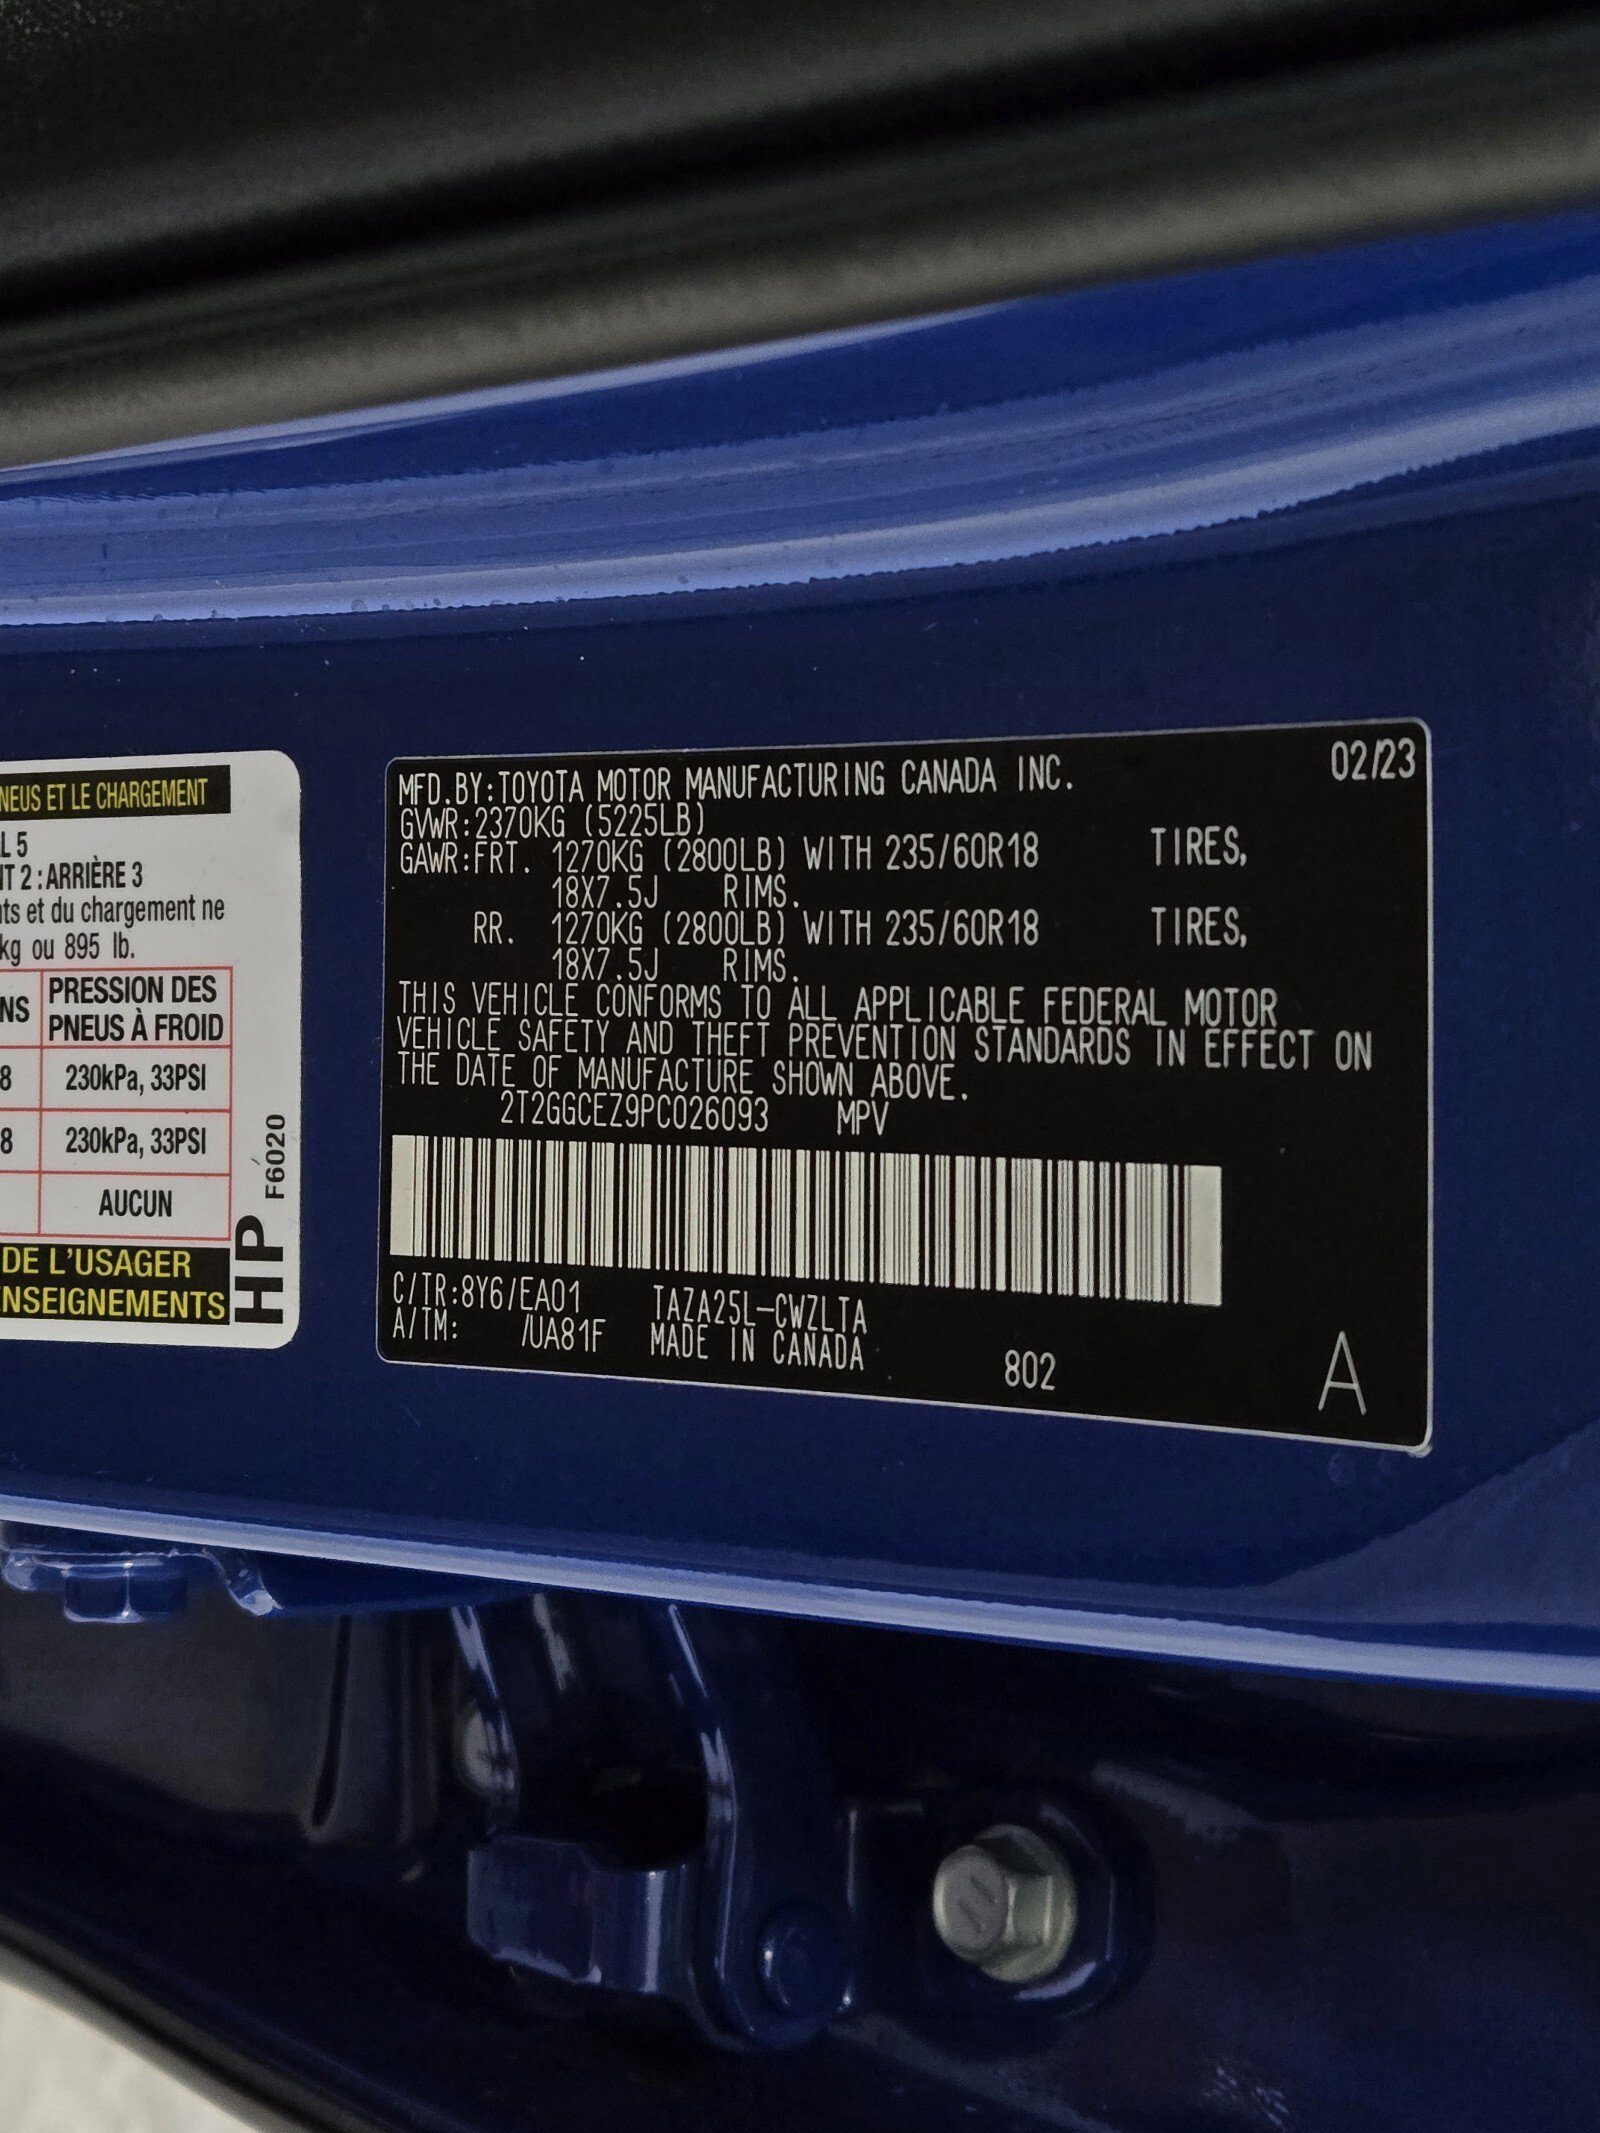 NEUS ET LE CHARGEMENT
L 5
NT 2 : ARRIÈRE 3
nts et du chargement ne
kg ou 895 lb.
NS PRESSION DES
PNEUS À FROID
8 230kPa, 33PSI
8 230kPa, 33PSI
AUCUN
DE L'USAGER
ENSEIGNEMENTS
HP F6020
02/23
MFD.BY:TOYOTA MOTOR MANUFACTURING CANADA INC.
GVWR:2370KG (5225LB)
GAWR:FRT. 1270KG (2800LB) WITH 235/60R18 TIRES,
18X7.5J RIMS.
RR. 1270KG (2800LB) WITH 235/60R18 TIRES,
18X7.5J RIMS.
THIS VEHICLE CONFORMS TO ALL APPLICABLE FEDERAL MOTOR
VEHICLE SAFETY AND THEFT PREVENTION STANDARDS IN EFFECT ON
THE DATE OF MANUFACTURE SHOWN ABOVE.
2T2GGCEZ9PC026093 MPV
C/TR:8Y6/EA01 TAZA25L-CWZLTA
A/TM: /UA81F MADE IN CANADA
802
A